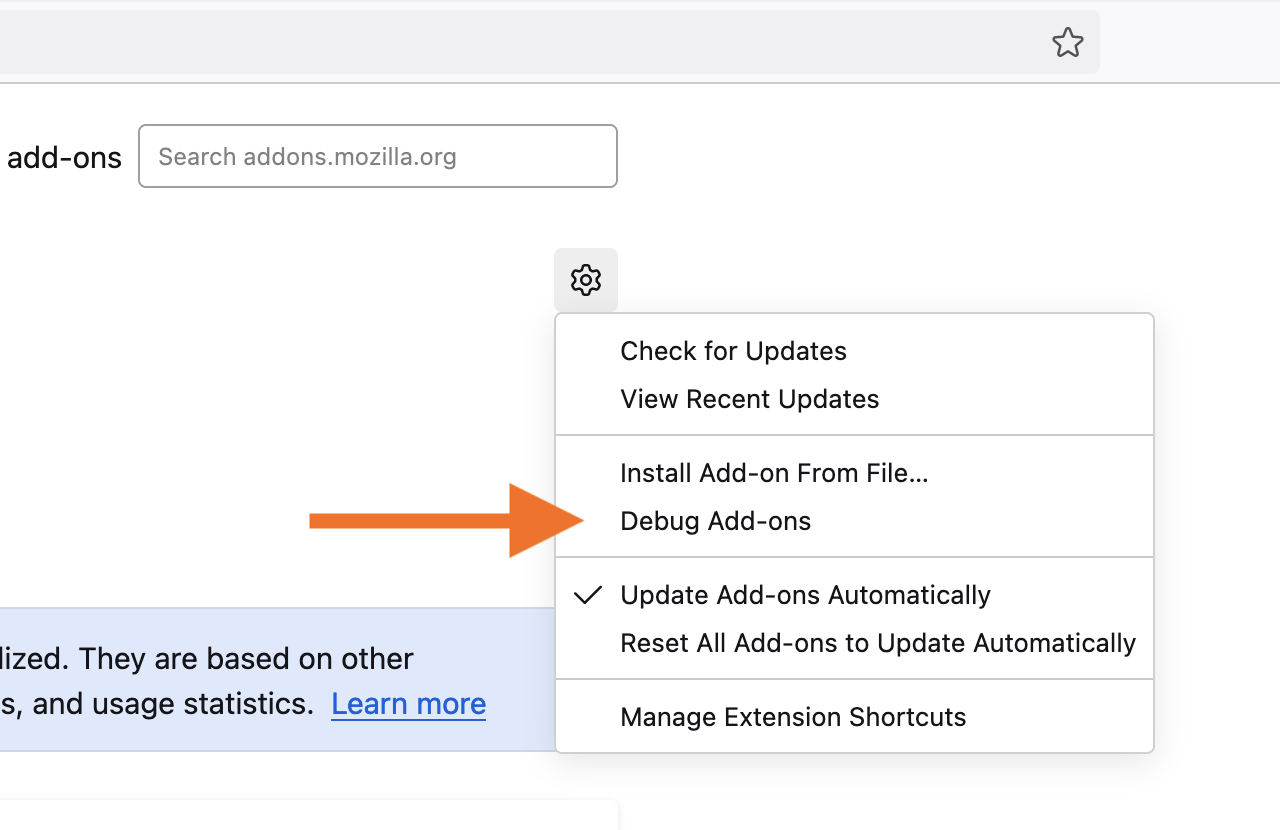 add-ons Search addons.mozilla.org
Check for Updates
View Recent Updates
Install Add-on From File...
Debug Add-ons
Update Add-ons Automatically
Reset All Add-ons to Update Automatically
lized. They are based on other
s, and usage statistics. Learn more
Manage Extension Shortcuts